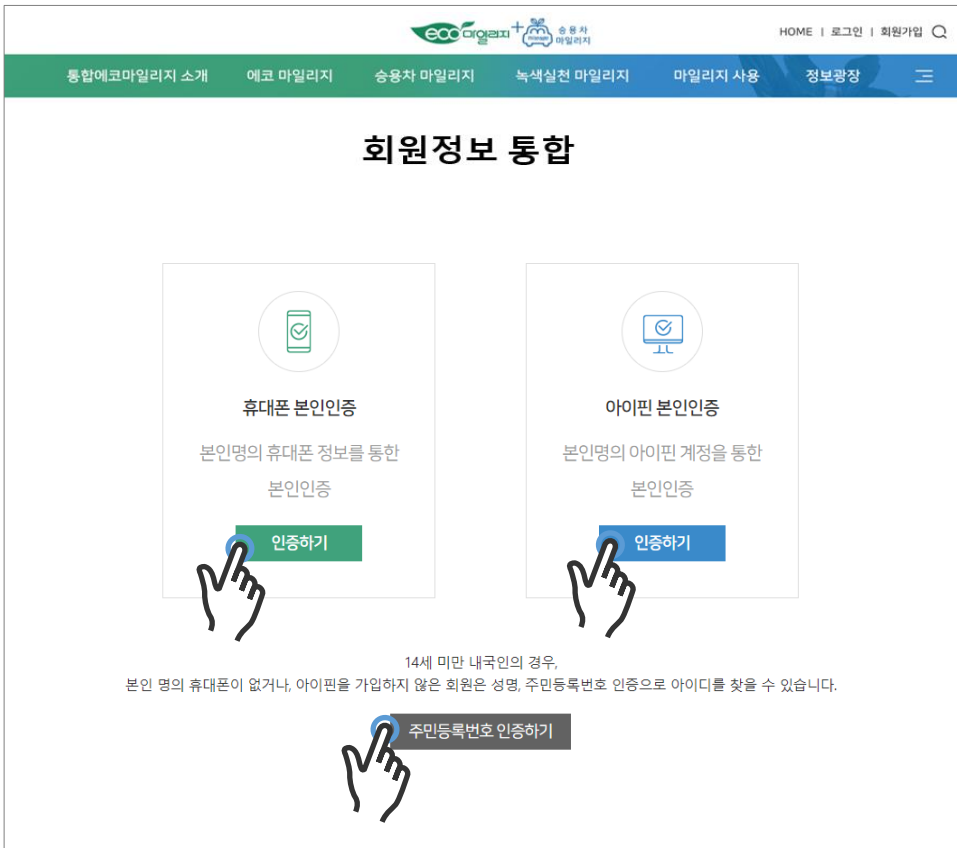 eco마일리지 + 승용차 마일리지
HOME | 로그인 | 회원가입
통합에코마일리지 소개 에코 마일리지 승용차 마일리지 녹색실천 마일리지 마일리지 사용 정보광장
회원정보 통합
휴대폰 본인인증
본인명의 휴대폰 정보를 통한
본인인증
인증하기
아이핀 본인인증
본인명의 아이핀 계정을 통한
본인인증
인증하기
14세 미만 내국인의 경우,
본인 명의 휴대폰이 없거나, 아이핀을 가입하지 않은 회원은 성명, 주민등록번호 인증으로 아이디를 찾을 수 있습니다.
주민등록번호 인증하기